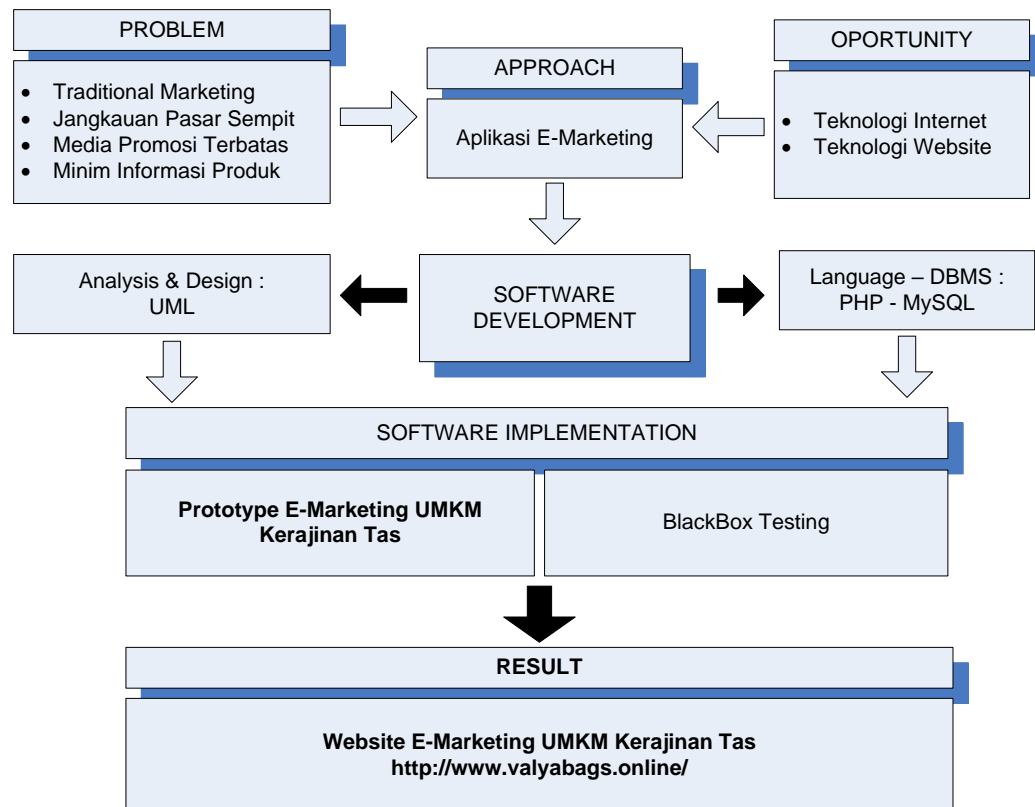 PROBLEM
• Traditional Marketing
• Jangkauan Pasar Sempit
• Media Promosi Terbatas
• Minim Informasi Produk
APPROACH
Aplikasi E-Marketing
OPORTUNITY
• Teknologi Internet
• Teknologi Website
Analysis & Design :
UML
SOFTWARE
DEVELOPMENT
Language – DBMS :
PHP - MySQL
SOFTWARE IMPLEMENTATION
Prototype E-Marketing UMKM
Kerajinan Tas
BlackBox Testing
RESULT
Website E-Marketing UMKM Kerajinan Tas
http://www.valyabags.online/